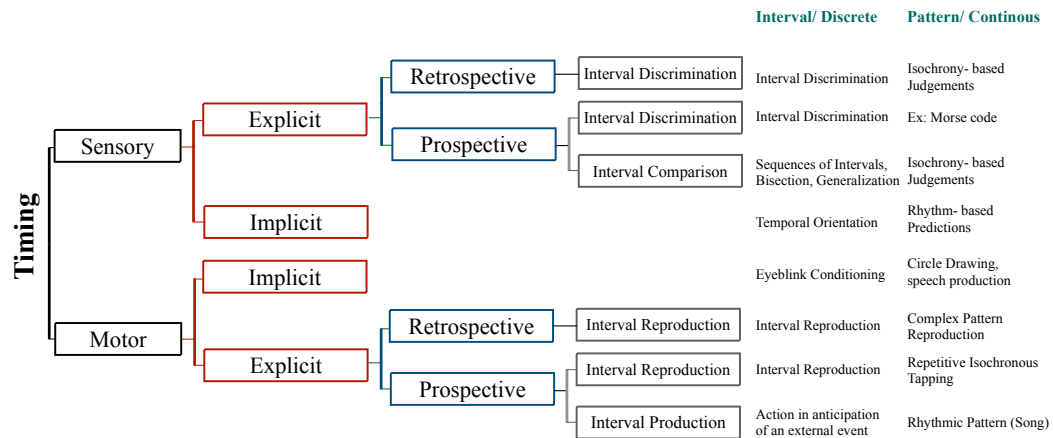 Interval/ Discrete
Pattern/ Continous
Retrospective
Interval Discrimination
Interval Discrimination
Isochrony- based
Judgements
Explicit
Interval Discrimination
Interval Discrimination
Ex: Morse code
Sensory
Prospective
Interval Comparison
Sequences of Intervals,
Bisection, Generalization
Isochrony- based
Judgements
Implicit
Temporal Orientation
Rhythm- based
Predictions
Timing
Implicit
Eyeblink Conditioning
Circle Drawing,
speech production
Motor
Retrospective
Interval Reproduction
Interval Reproduction
Complex Pattern
Reproduction
Explicit
Interval Reproduction
Interval Reproduction
Repetitive Isochronous
Tapping
Prospective
Interval Production
Action in anticipation
of an external event
Rhythmic Pattern (Song)